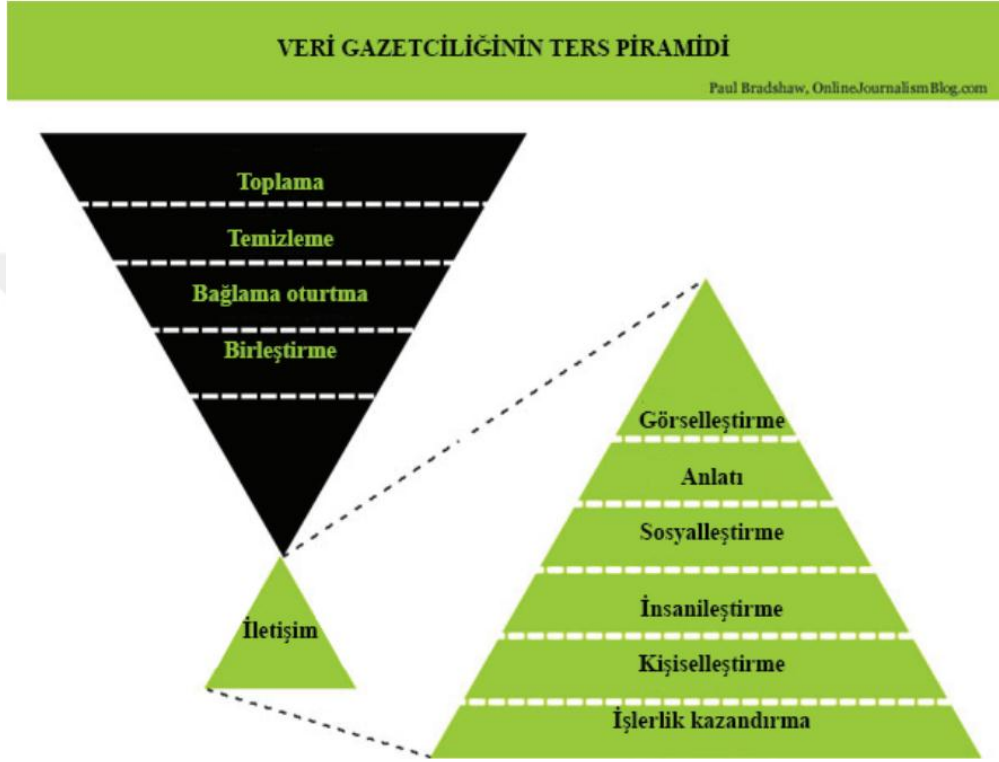 VERİ GAZETCİLİĞİNİN TERS PİRAMİDİ
Paul Bradshaw, OnlineJournalismBlog.com
Toplama
Temizleme
Bağlama oturtma
Birleştirme
İletişim
Görselleştirme
Anlatı
Sosyalleştirme
İnsanileştirme
Kişiselleştirme
İşlerlik kazandırma